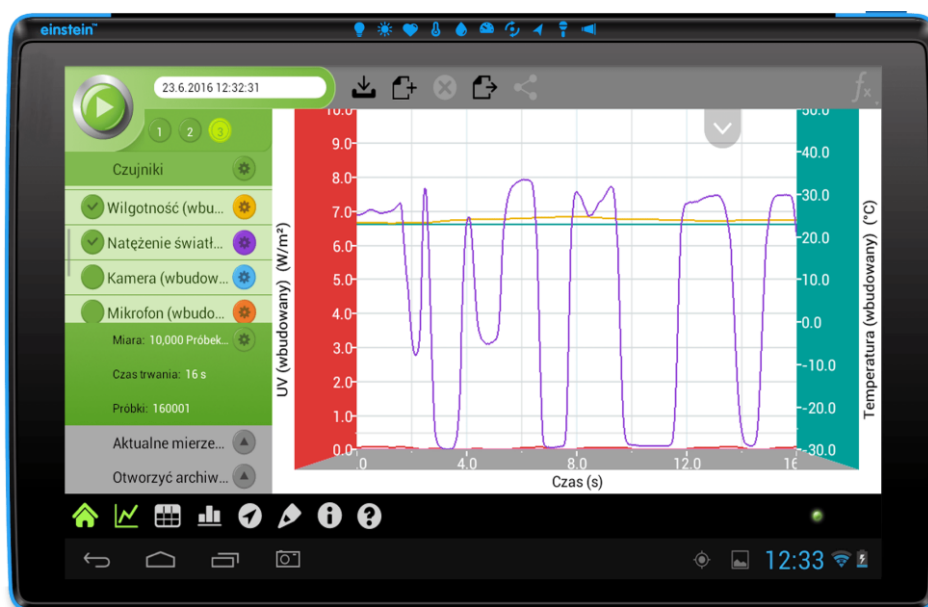 einstein™
23.6.2016 12:32:31
fx
1 2 3
Czujniki
Wilgotność (wbu...
Natężenie światł...
Kamera (wbudow...
Mikrofon (wbudo...
Miara: 10,000 Próbek...
Czas trwania: 16 s
Próbki: 160001
Aktualne mierze...
Otworzyć archiw...
UV (wbudowany) (W/m²)
10.0
9.0
8.0
7.0
6.0
5.0
4.0
3.0
2.0
1.0
0.0
.0 4.0 8.0 12.0 16
Czas (s)
50.0
40.0
30.0
20.0
10.0
0.0
-10.0
-20.0
-30.0
Temperatura (wbudowany) (°C)
12:33